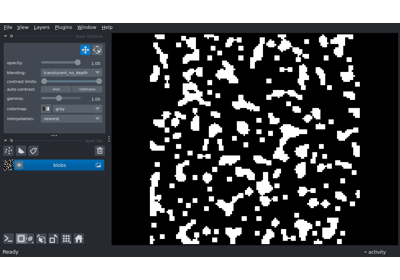 File View Layers Plugins Window Help
opacity: 1.00
blending: translucent_no_depth
contrast limits:
auto-contrast: once continuous
gamma: 1.00
colormap: gray
interpolation: nearest
blobs
Ready activity